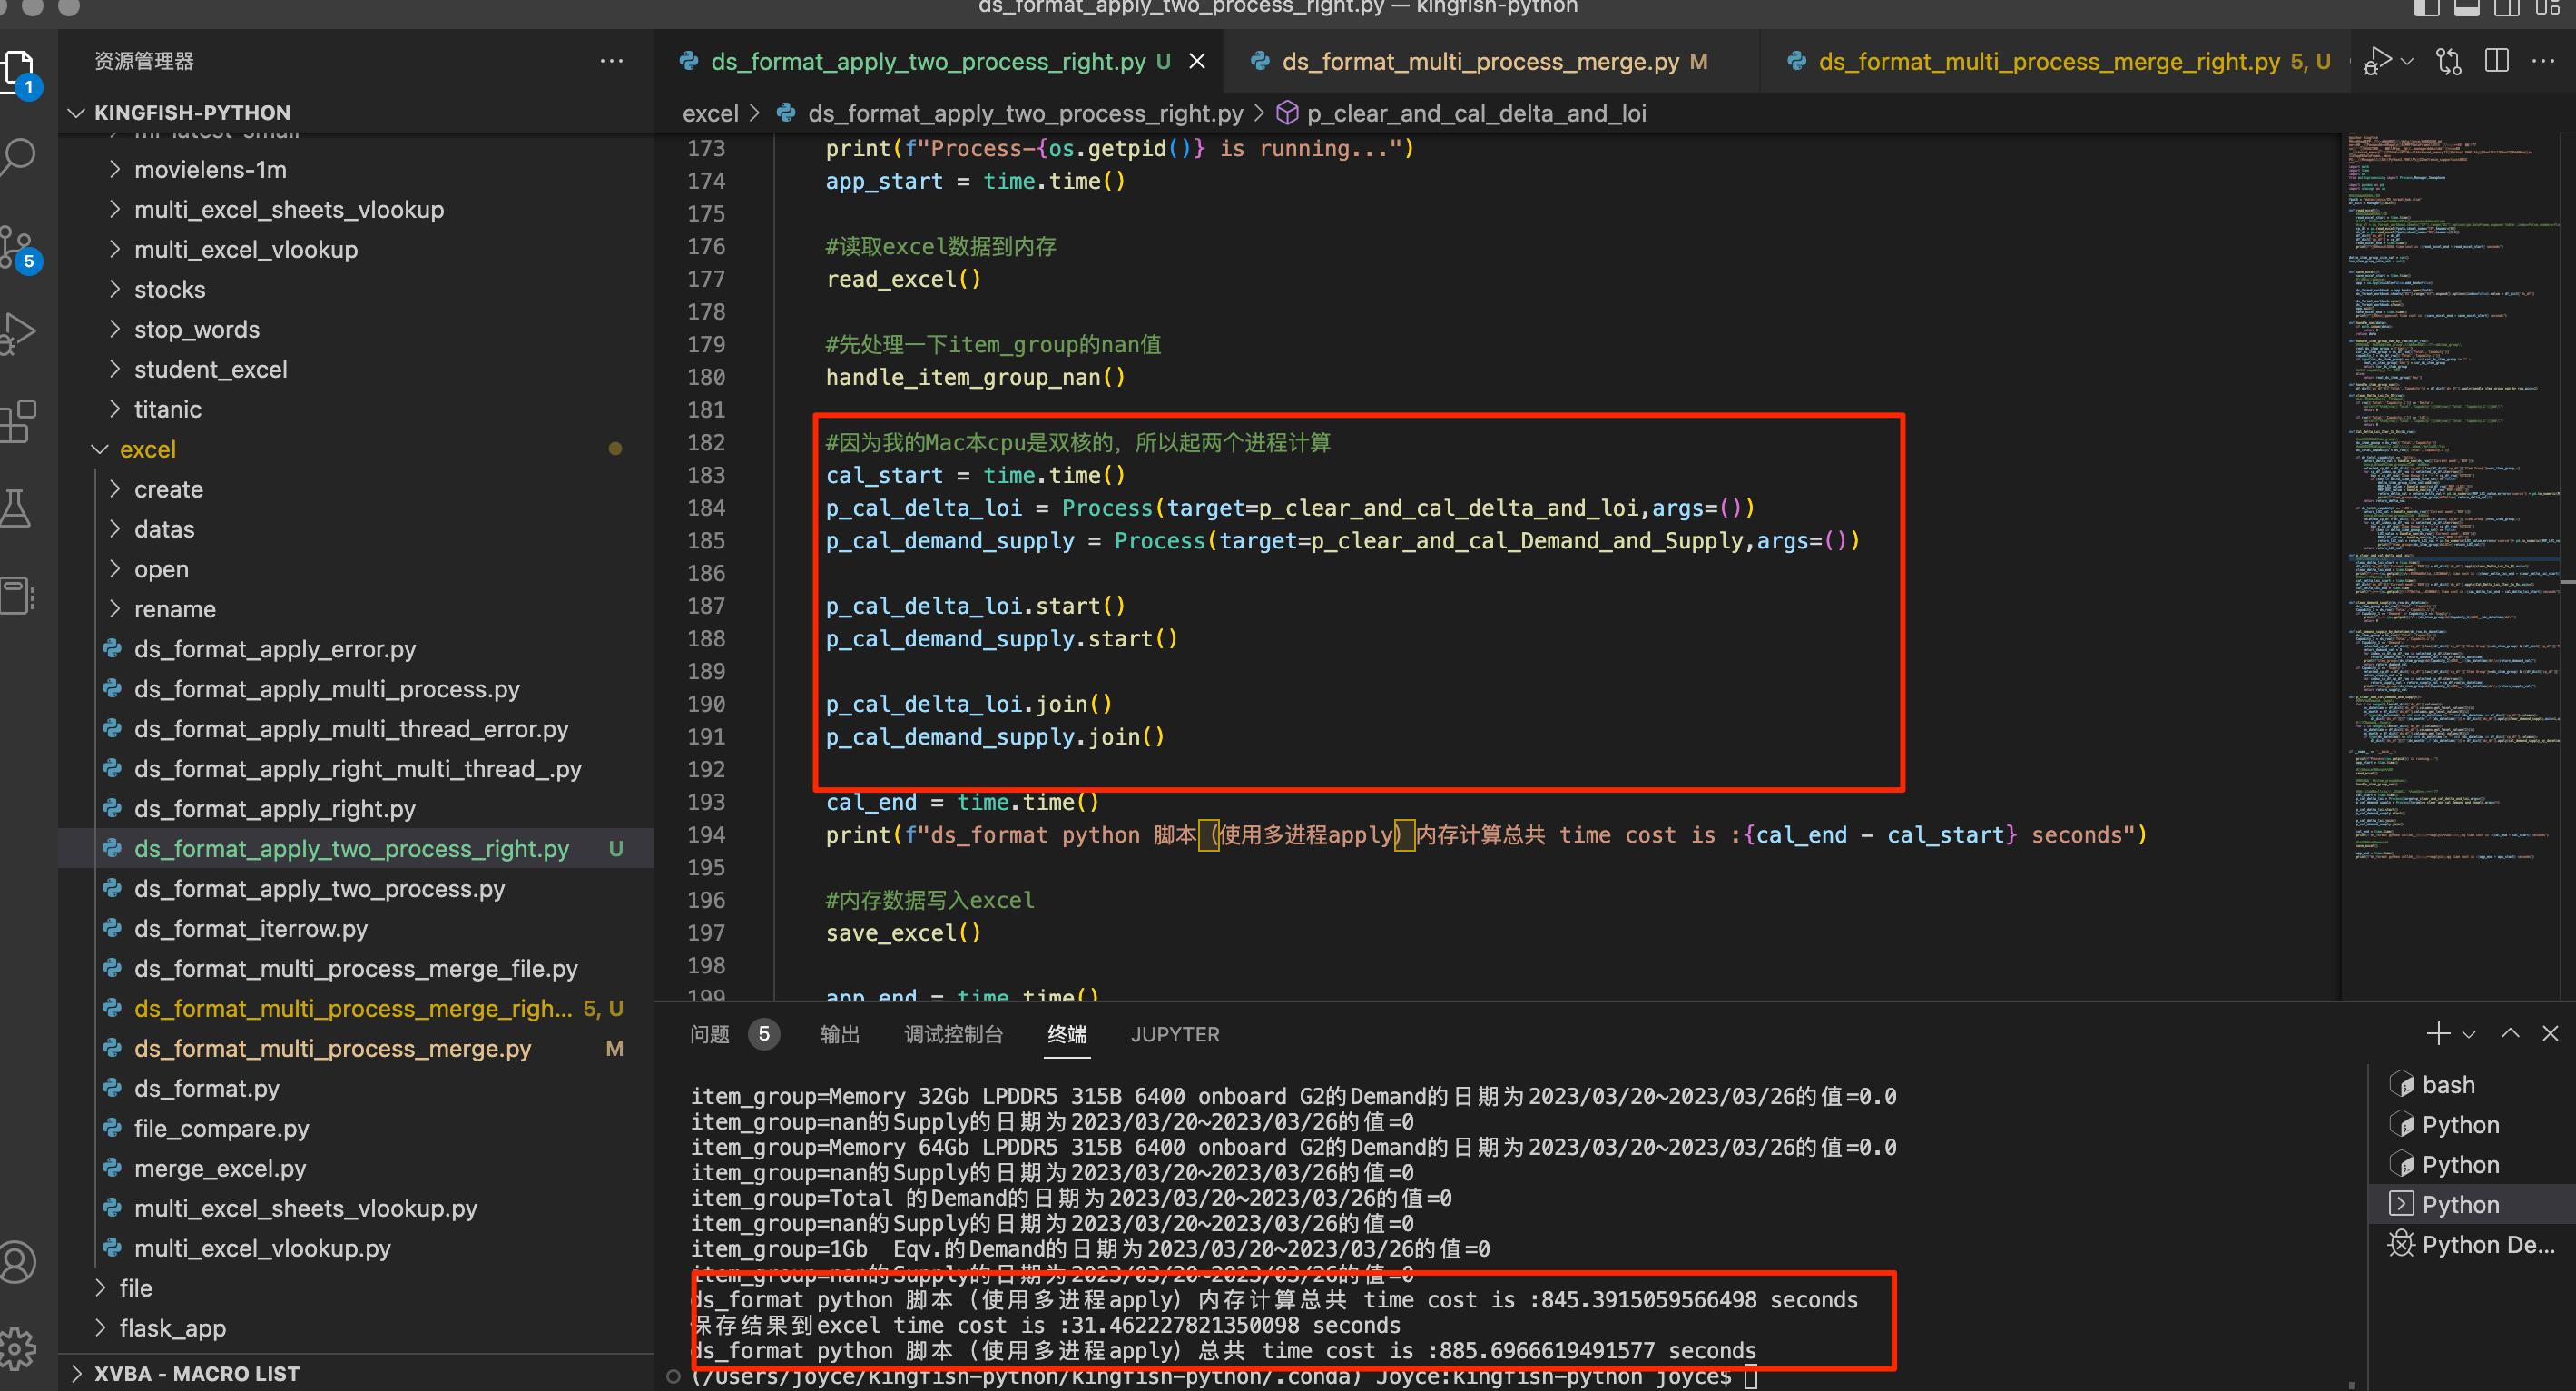 ds_format_apply_two_process_right.py — kingfish-python
资源管理器
1
KINGFISH-PYTHON
ml-latest-small
movielens-1m
multi_excel_sheets_vlookup
multi_excel_vlookup
5
stocks
stop_words
student_excel
titanic
excel
create
datas
open
rename
ds_format_apply_error.py
ds_format_apply_multi_process.py
ds_format_apply_multi_thread_error.py
ds_format_apply_right_multi_thread_.py
ds_format_apply_right.py
ds_format_apply_two_process_right.py U
ds_format_apply_two_process.py
ds_format_iterrow.py
ds_format_multi_process_merge_file.py
ds_format_multi_process_merge_righ... 5, U
ds_format_multi_process_merge.py M
ds_format.py
file_compare.py
merge_excel.py
multi_excel_sheets_vlookup.py
multi_excel_vlookup.py
file
flask_app
XVBA - MACRO LIST
ds_format_apply_two_process_right.py U
ds_format_multi_process_merge.py M
ds_format_multi_process_merge_right.py 5, U
excel > ds_format_apply_two_process_right.py > p_clear_and_cal_delta_and_loi
173 print(f"Process-{os.getpid()} is running...")
174 app_start = time.time()
175
176 #读取excel数据到内存
177 read_excel()
178
179 #先处理一下item_group的nan值
180 handle_item_group_nan()
181
182 #因为我的Mac本cpu是双核的，所以起两个进程计算
183 cal_start = time.time()
184 p_cal_delta_loi = Process(target=p_clear_and_cal_delta_and_loi,args=())
185 p_cal_demand_supply = Process(target=p_clear_and_cal_Demand_and_Supply,args=())
186
187 p_cal_delta_loi.start()
188 p_cal_demand_supply.start()
189
190 p_cal_delta_loi.join()
191 p_cal_demand_supply.join()
192
193 cal_end = time.time()
194 print(f"ds_format python 脚本（使用多进程apply）内存计算总共 time cost is :{cal_end - cal_start} seconds")
195
196 #内存数据写入excel
197 save_excel()
198
199 app_end = time.time()
问题 5 输出 调试控制台 终端 JUPYTER
item_group=Memory 32Gb LPDDR5 315B 6400 onboard G2的Demand的日期为2023/03/20~2023/03/26的值=0.0
item_group=nan的Supply的日期为2023/03/20~2023/03/26的值=0
item_group=Memory 64Gb LPDDR5 315B 6400 onboard G2的Demand的日期为2023/03/20~2023/03/26的值=0.0
item_group=nan的Supply的日期为2023/03/20~2023/03/26的值=0
item_group=Total 的Demand的日期为2023/03/20~2023/03/26的值=0
item_group=nan的Supply的日期为2023/03/20~2023/03/26的值=0
item_group=1Gb  Eqv.的Demand的日期为2023/03/20~2023/03/26的值=0
item_group=nan的Supply的日期为2023/03/20~2023/03/26的值=0
ds_format python 脚本（使用多进程apply）内存计算总共 time cost is :845.3915059566498 seconds
保存结果到excel time cost is :31.462227821350098 seconds
ds_format python 脚本（使用多进程apply）总共 time cost is :885.6966619491577 seconds
(/Users/joyce/kingfish-python/kingfish-python/.conda) Joyce:kingfish-python joyce$
bash
Python
Python
Python
Python De...